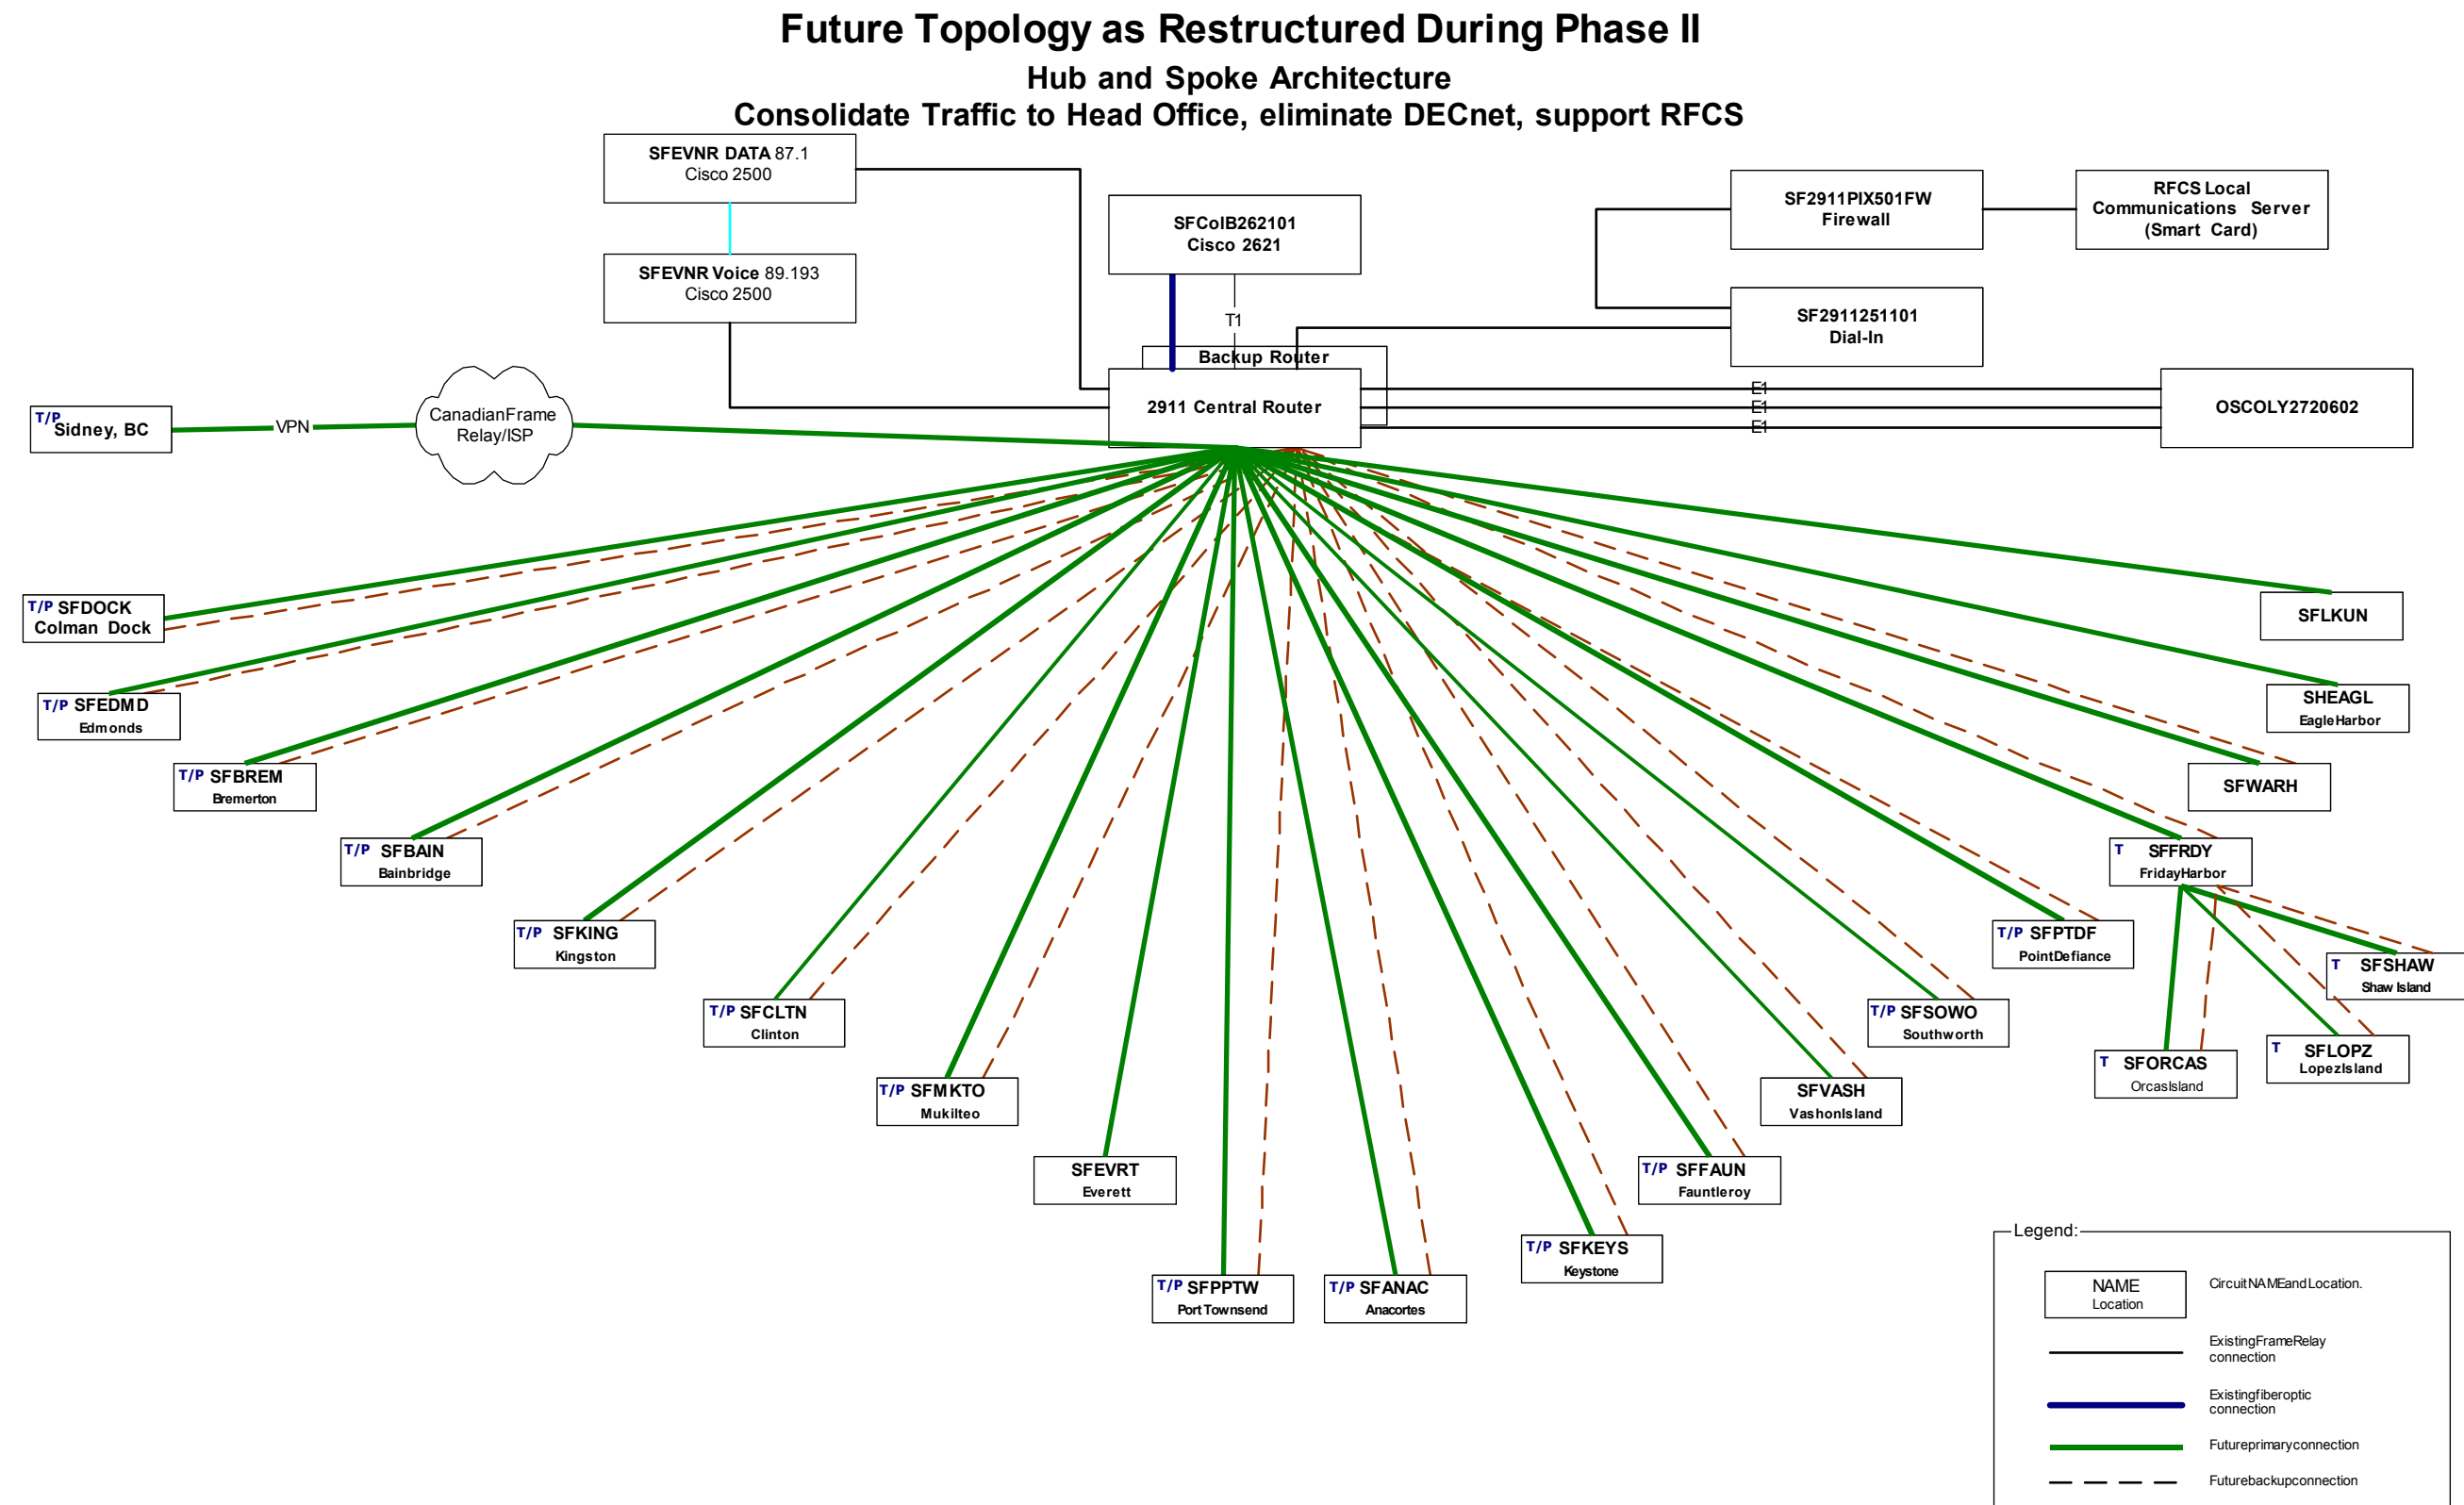 Future Topology as Restructured During Phase II
Hub and Spoke Architecture
Consolidate Traffic to Head Office, eliminate DECnet, support RFCS
SFEVNR DATA 87.1
Cisco 2500
SFEVNR Voice 89.193
Cisco 2500
SFColB262101
Cisco 2621
T1
SF2911PIX501FW
Firewall
RFCS Local
Communications Server
(Smart Card)
SF2911251101
Dial-In
Backup Router
2911 Central Router
E1
E1
E1
OSCOLY2720602
T/P
Sidney, BC
VPN
CanadianFrame
Relay/ISP
T/P SFDOCK
Colman Dock
SFLKUN
T/P SFEDMD
Edmonds
SHEAGL
EagleHarbor
T/P SFBREM
Bremerton
SFWARH
T/P SFBAIN
Bainbridge
T SFFRDY
FridayHarbor
T/P SFKING
Kingston
T/P SFPTDF
PointDefiance
T SFSHAW
Shaw Island
T/P SFCLTN
Clinton
T/P SFSOWO
Southworth
T SFORCAS
OrcasIsland
T SFLOPZ
LopezIsland
T/P SFMKTO
Mukilteo
SFVASH
VashonIsland
SFEVRT
Everett
T/P SFFAUN
Fauntleroy
T/P SFPPTW
Port Townsend
T/P SFANAC
Anacortes
T/P SFKEYS
Keystone
Legend:
NAME
Location
CircuitNAMEandLocation.
ExistingFrameRelay
connection
Existingfiberoptic
connection
Futureprimaryconnection
Futurebackupconnection